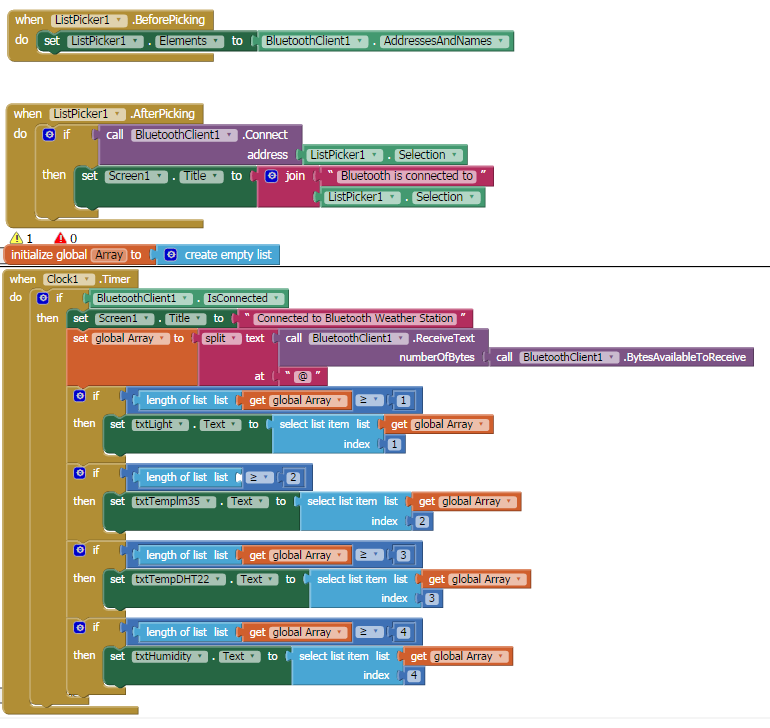 when ListPicker1 .BeforePicking
do set ListPicker1 . Elements to BluetoothClient1 . AddressesAndNames
when ListPicker1 .AfterPicking
do if call BluetoothClient1 .Connect
address ListPicker1 . Selection
then set Screen1 . Title to join " Bluetooth is connected to "
ListPicker1 . Selection
1 0
initialize global Array to create empty list
when Clock1 .Timer
do if BluetoothClient1 . IsConnected
then set Screen1 . Title to " Connected to Bluetooth Weather Station "
set global Array to split text call BluetoothClient1 .ReceiveText
numberOfBytes call BluetoothClient1 .BytesAvailableToReceive
at " @ "
if length of list list get global Array ≥ 1
then set txtLight . Text to select list item list get global Array
index 1
if length of list list ≥ 2
then set txtTemplm35 . Text to select list item list get global Array
index 2
if length of list list get global Array ≥ 3
then set txtTempDHT22 . Text to select list item list get global Array
index 3
if length of list list get global Array ≥ 4
then set txtHumidity . Text to select list item list get global Array
index 4